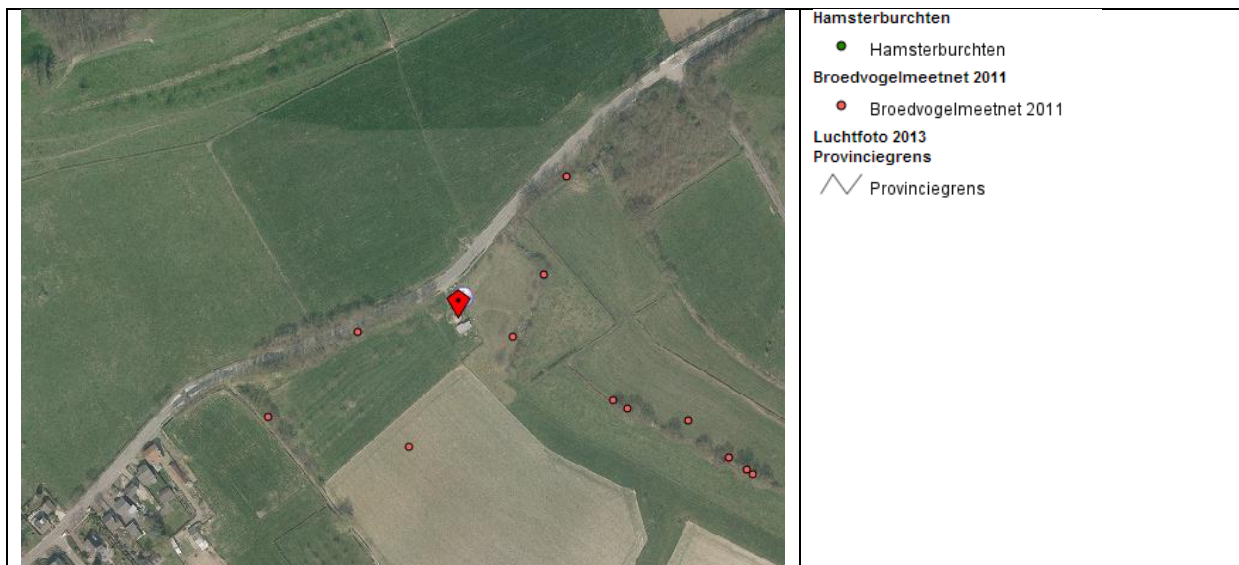 Hamsterburchten
Hamsterburchten
Broedvogelmeetnet 2011
Broedvogelmeetnet 2011
Luchtfoto 2013
Provinciegrens
Provinciegrens